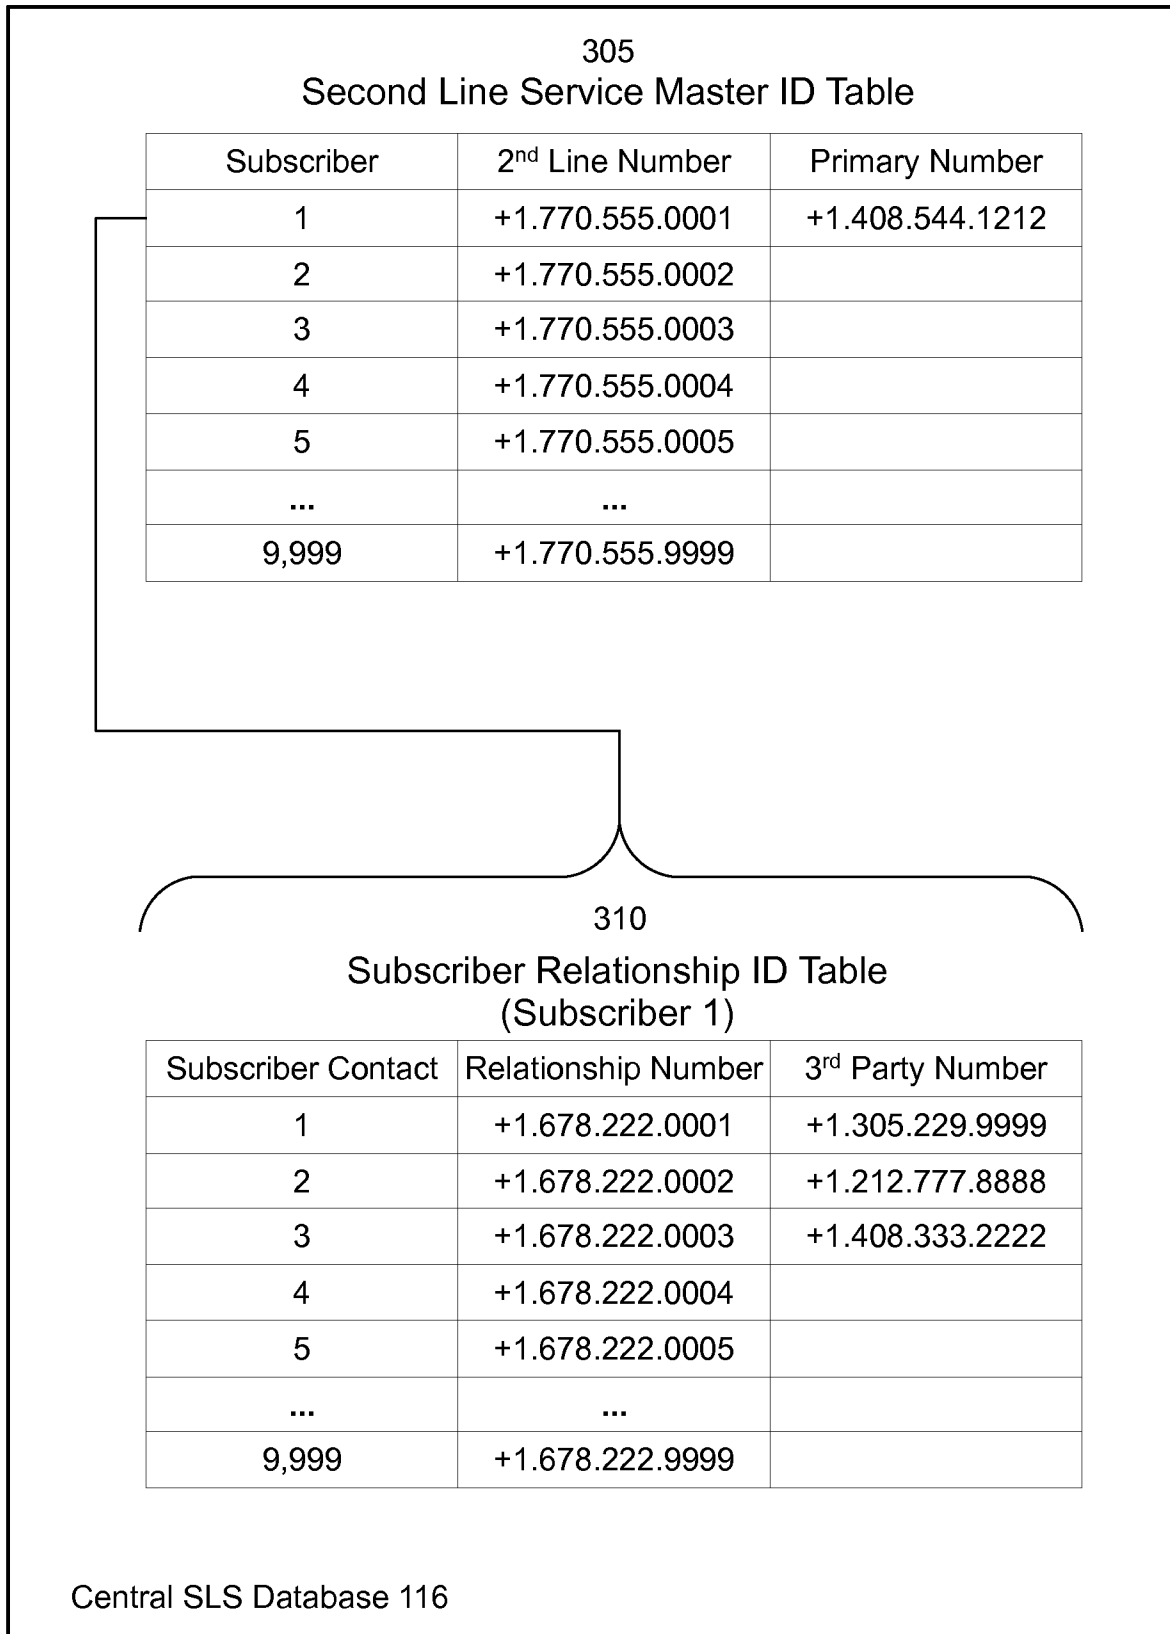 305
Second Line Service Master ID Table
Subscriber 2nd Line Number Primary Number
1 +1.770.555.0001 +1.408.544.1212
2 +1.770.555.0002
3 +1.770.555.0003
4 +1.770.555.0004
5 +1.770.555.0005
... ...
9,999 +1.770.555.9999
310
Subscriber Relationship ID Table
(Subscriber 1)
Subscriber Contact Relationship Number 3rd Party Number
1 +1.678.222.0001 +1.305.229.9999
2 +1.678.222.0002 +1.212.777.8888
3 +1.678.222.0003 +1.408.333.2222
4 +1.678.222.0004
5 +1.678.222.0005
... ...
9,999 +1.678.222.9999
Central SLS Database 116